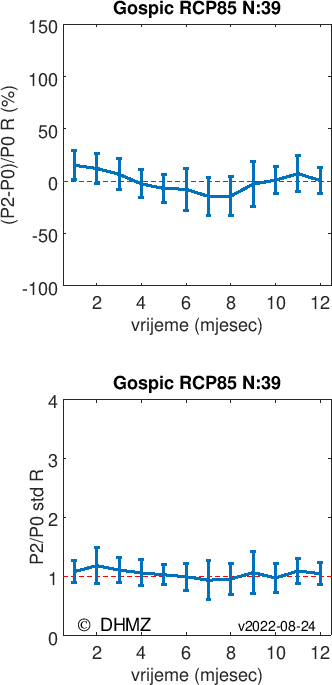 Gospic RCP85 N:39
150
100
50
0
-50
-100
(P2-P0)/P0 R (%)
2 4 6 8 10 12
vrijeme (mjesec)
Gospic RCP85 N:39
4
3
2
1
0
P2/P0 std R
© DHMZ
v2022-08-24
2 4 6 8 10 12
vrijeme (mjesec)